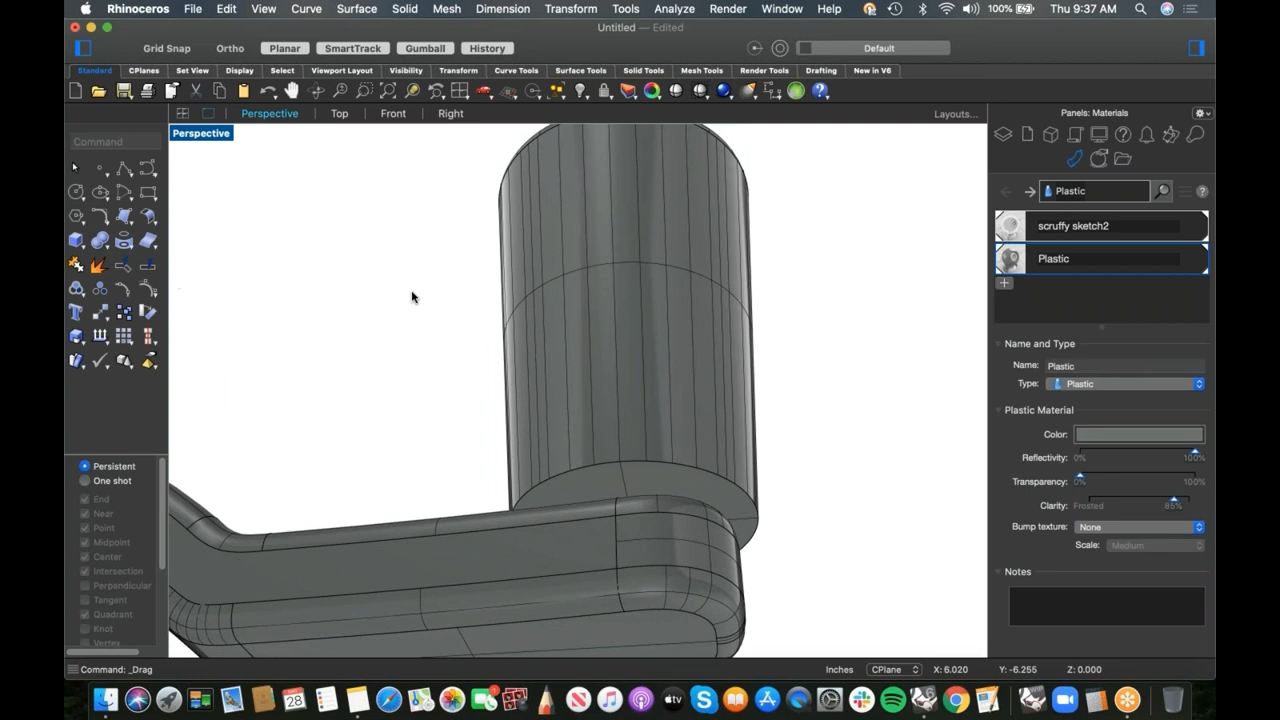 Rhinoceros File Edit View Curve Surface Solid Mesh Dimension Transform Tools Analyze Render Window Help 100% Thu 9:37 AM
Untitled — Edited
Grid Snap Ortho Planar SmartTrack Gumball History Default
Standard CPlanes Set View Display Select Viewport Layout Visibility Transform Curve Tools Surface Tools Solid Tools Mesh Tools Render Tools Drafting New in V6
Perspective Top Front Right Layouts... Panels: Materials
Perspective
Command
Plastic
scruffy sketch2
Plastic
Name and Type
Name: Plastic
Type: Plastic
Plastic Material
Color:
Reflectivity: 0% 100%
Transparency: 0% 100%
Clarity: Frosted 85%
Bump texture: None
Scale: Medium
Notes
Persistent
One shot
End
Near
Point
Midpoint
Center
Intersection
Perpendicular
Tangent
Quadrant
Knot
Vertex
Command: _Drag Inches CPlane X: 6.020 Y: -6.255 Z: 0.000
28